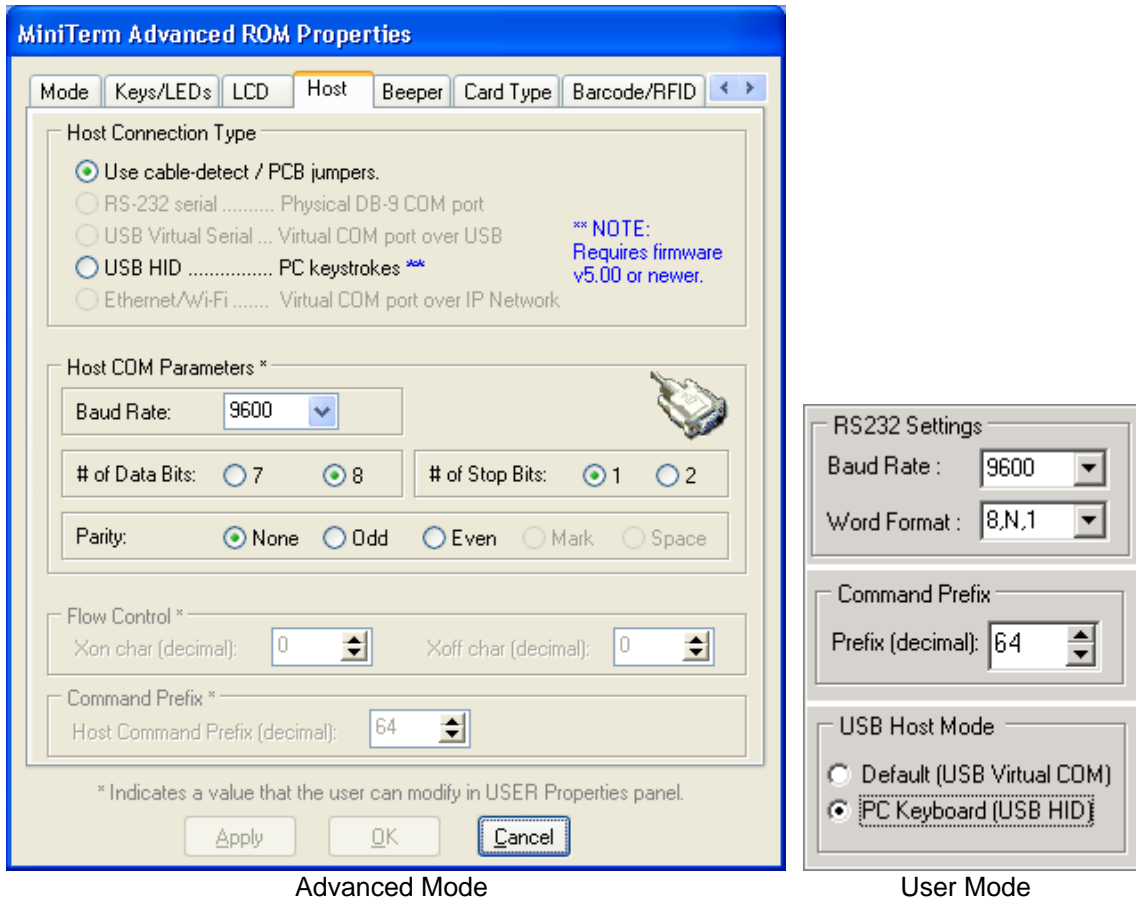 MiniTerm Advanced ROM Properties
Mode Keys/LEDs LCD Host Beeper Card Type Barcode/RFID
Host Connection Type
Use cable-detect / PCB jumpers.
RS-232 serial .......... Physical DB-9 COM port
USB Virtual Serial ... Virtual COM port over USB
USB HID ................ PC keystrokes **
Ethernet/Wi-Fi ....... Virtual COM port over IP Network
** NOTE:
Requires firmware
v5.00 or newer.
Host COM Parameters *
Baud Rate: 9600
# of Data Bits: 7 8 # of Stop Bits: 1 2
Parity: None Odd Even Mark Space
Flow Control *
Xon char (decimal): 0 Xoff char (decimal): 0
Command Prefix *
Host Command Prefix (decimal): 64
* Indicates a value that the user can modify in USER Properties panel.
Apply OK Cancel
Advanced Mode
RS232 Settings
Baud Rate : 9600
Word Format : 8,N,1
Command Prefix
Prefix (decimal): 64
USB Host Mode
Default (USB Virtual COM)
PC Keyboard (USB HID)
User Mode